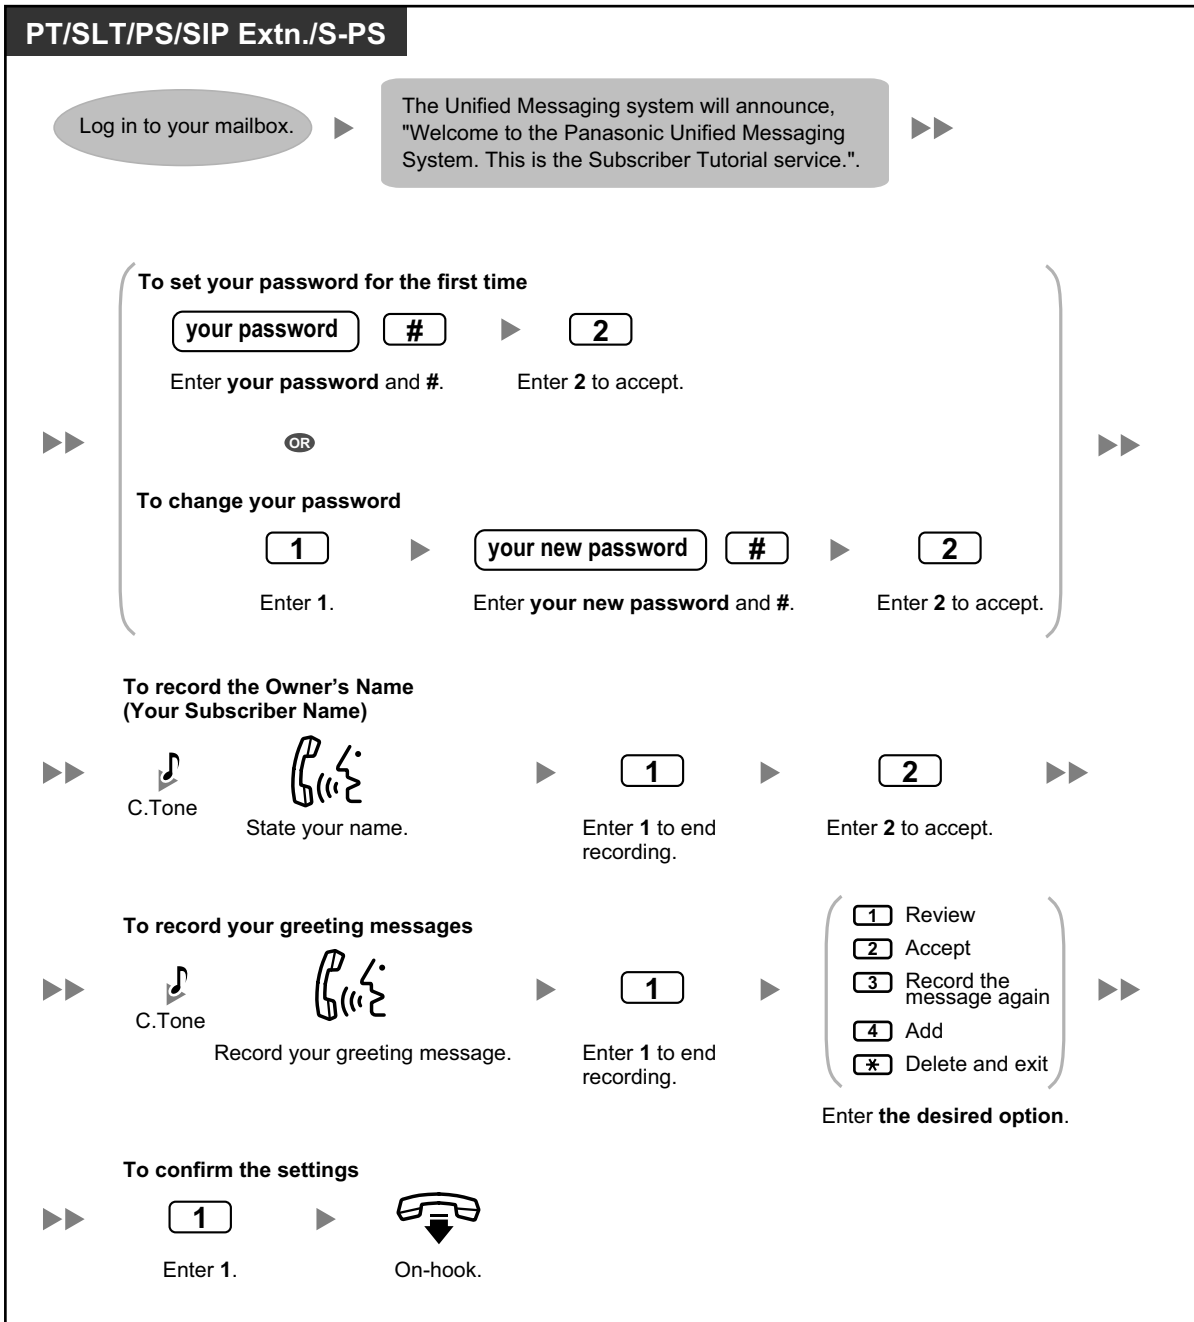 PT/SLT/PS/SIP Extn./S-PS
Log in to your mailbox.
The Unified Messaging system will announce,
"Welcome to the Panasonic Unified Messaging
System. This is the Subscriber Tutorial service.".
To set your password for the first time
your password # 2
Enter your password and #. Enter 2 to accept.
OR
To change your password
1 your new password # 2
Enter 1. Enter your new password and #. Enter 2 to accept.
To record the Owner's Name
(Your Subscriber Name)
1 2
C.Tone
State your name. Enter 1 to end Enter 2 to accept.
recording.
To record your greeting messages
1
C.Tone
Record your greeting message. Enter 1 to end
recording.
1 Review
2 Accept
3 Record the
message again
4 Add
* Delete and exit
Enter the desired option.
To confirm the settings
1
Enter 1. On-hook.